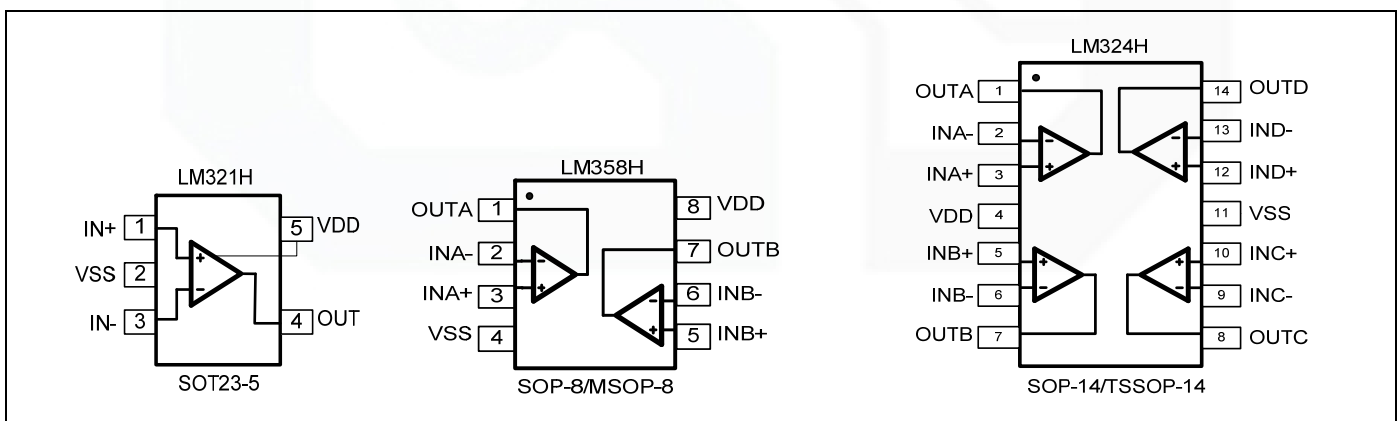 LM321H
IN+ 1
VSS 2
IN- 3
5 VDD
4 OUT
+
-
SOT23-5
LM358H
OUTA 1
INA- 2
INA+ 3
VSS 4
8 VDD
7 OUTB
6 INB-
5 INB+
-
+
-
+
SOP-8/MSOP-8
LM324H
OUTA 1
INA- 2
INA+ 3
VDD 4
INB+ 5
INB- 6
OUTB 7
14 OUTD
13 IND-
12 IND+
11 VSS
10 INC+
9 INC-
8 OUTC
-
+
-
+
+
-
+
-
SOP-14/TSSOP-14